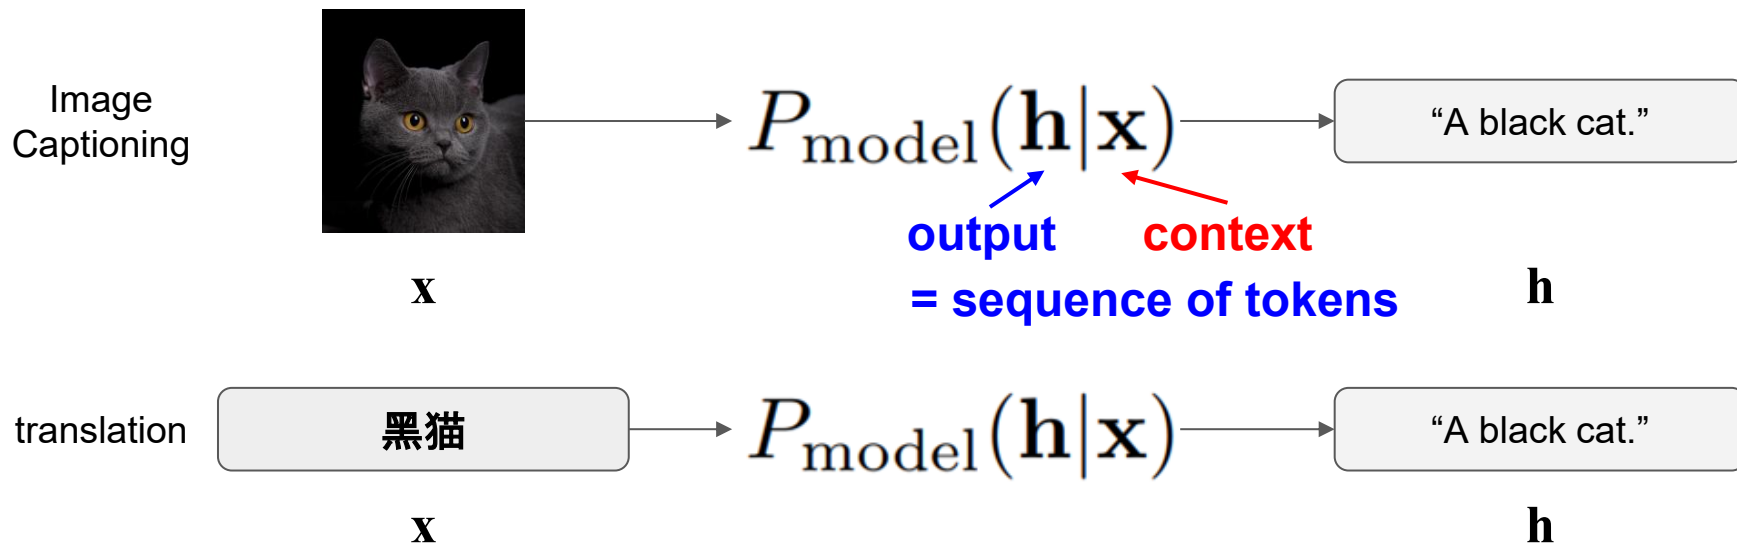 Image
Captioning
P_model(h|x)
“A black cat.”
output
context
= sequence of tokens
x
h
translation
黑猫
P_model(h|x)
“A black cat.”
x
h